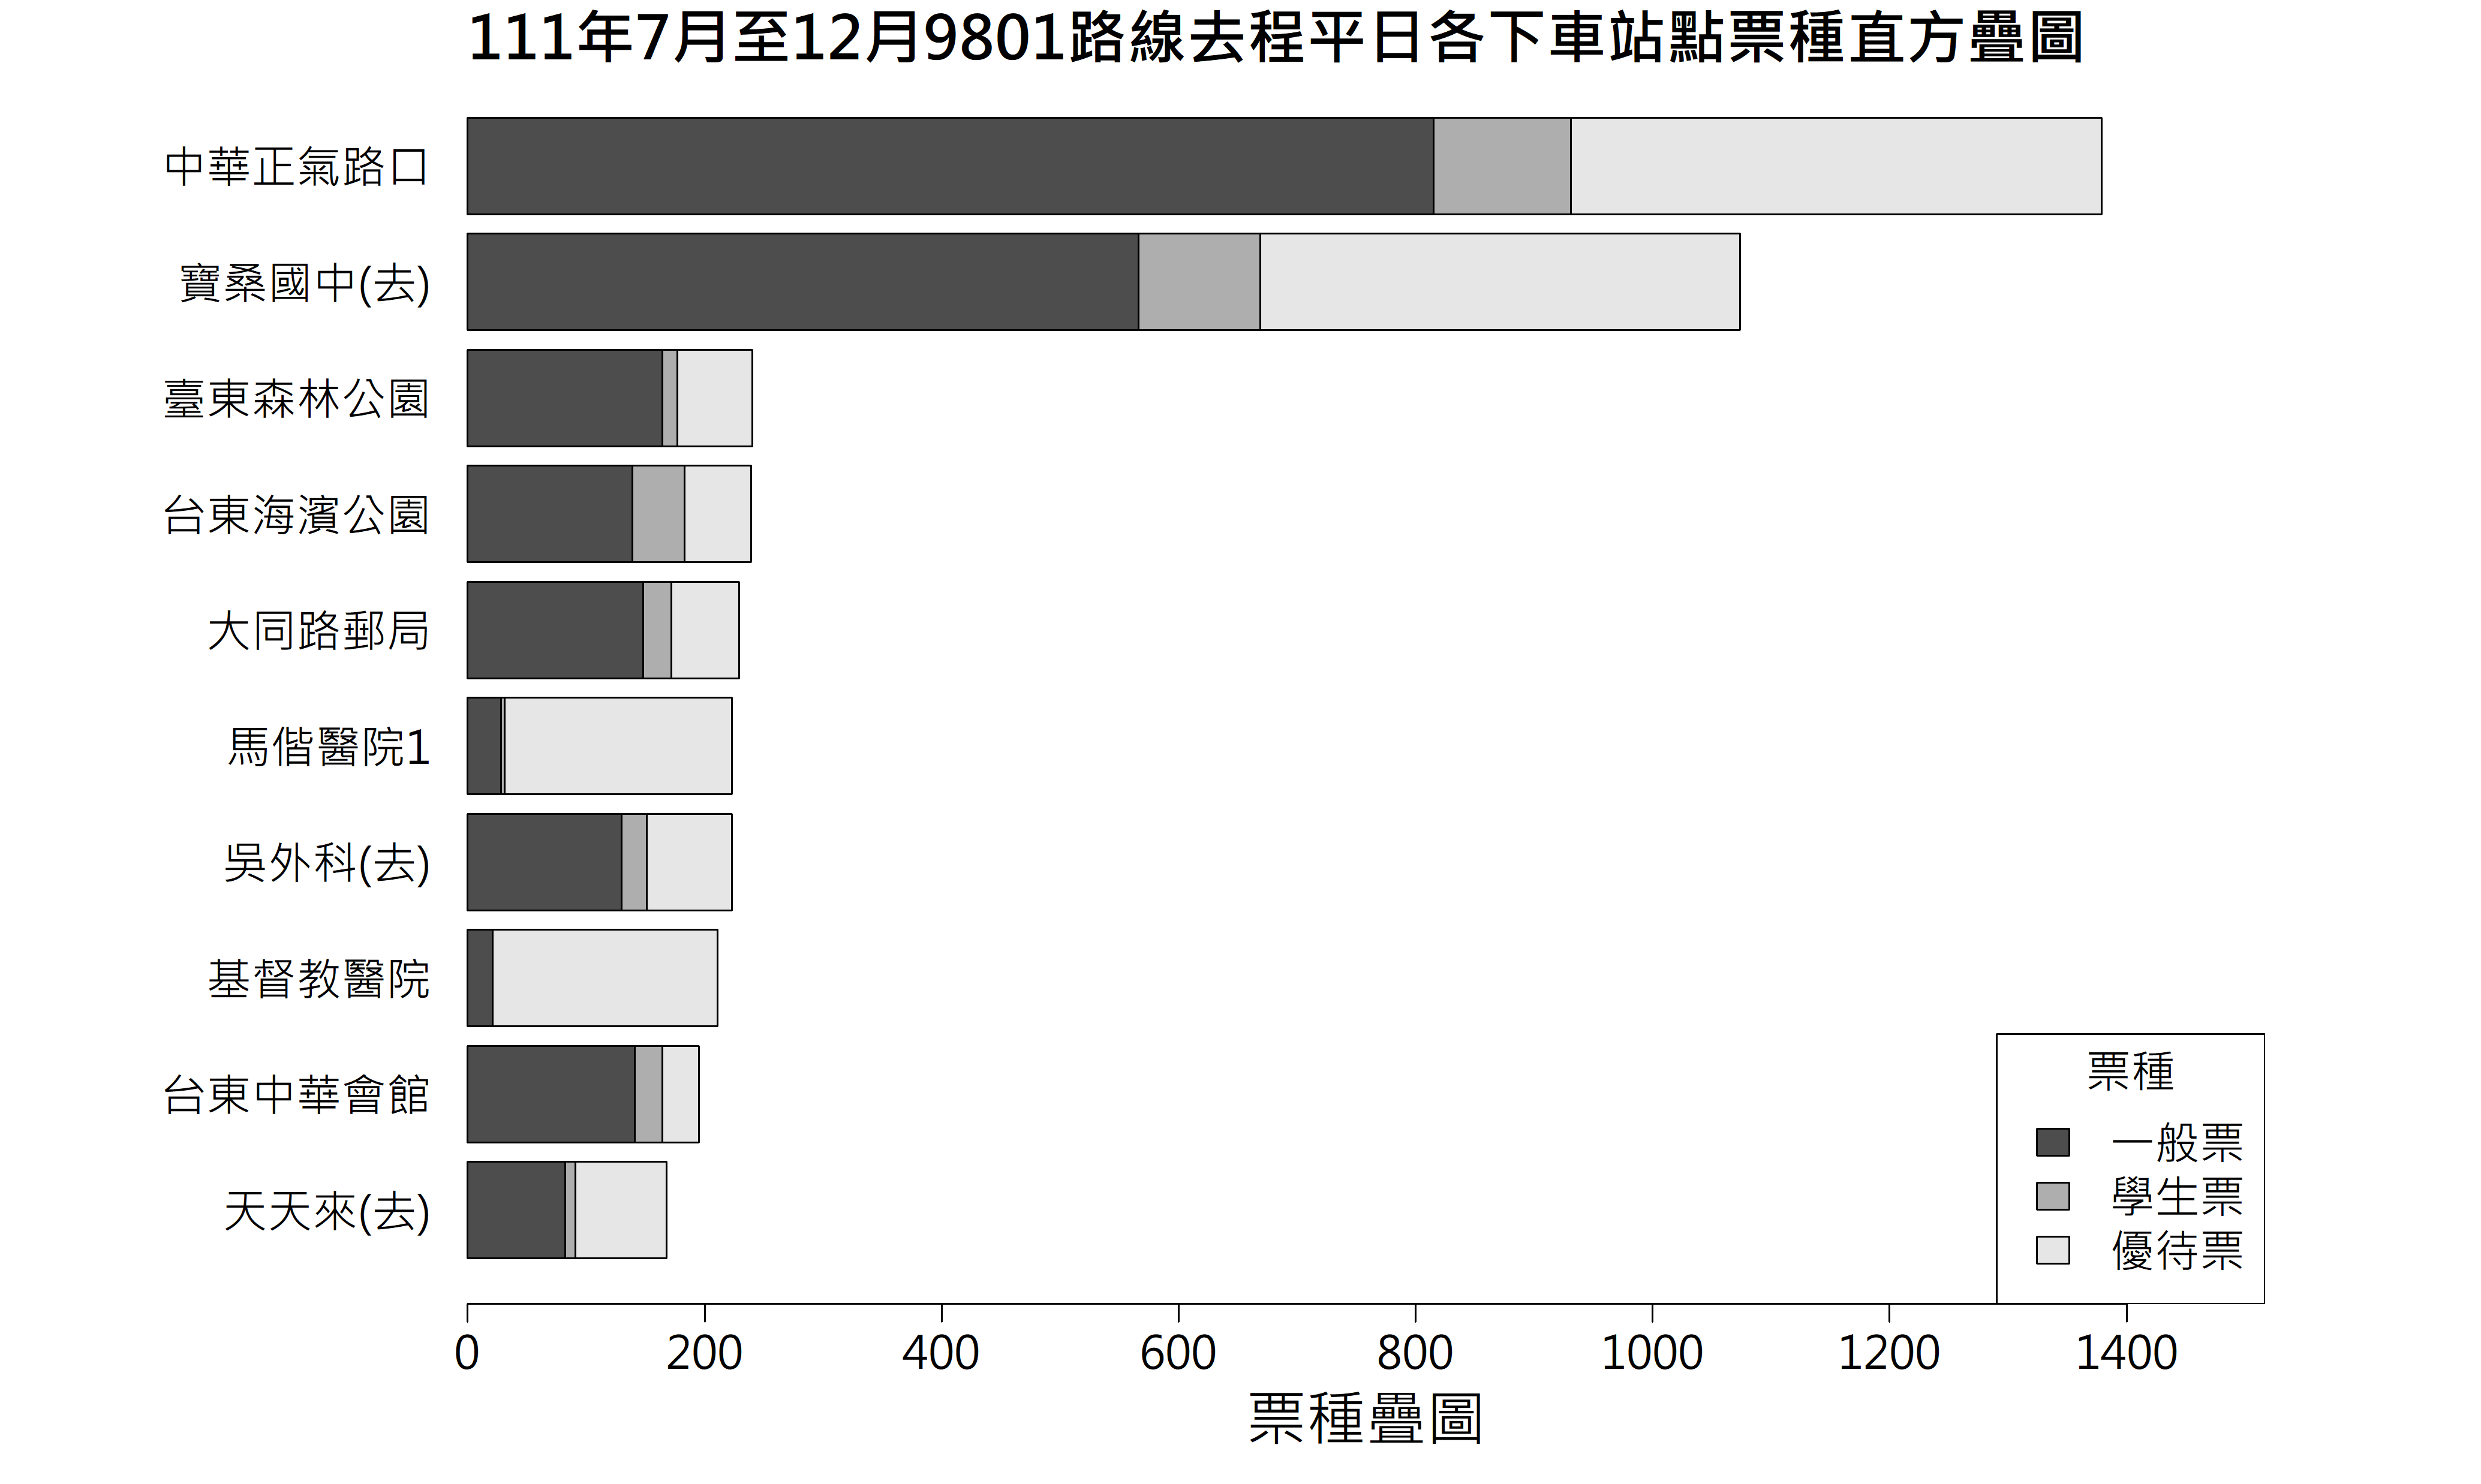 111年7月至12月9801路線去程平日各下車站點票種直方疊圖
中華正氣路口
寶桑國中(去)
臺東森林公園
台東海濱公園
大同路郵局
馬偕醫院1
吳外科(去)
基督教醫院
台東中華會館
天天來(去)
票種
一般票
學生票
優待票
0 200 400 600 800 1000 1200 1400
票種疊圖